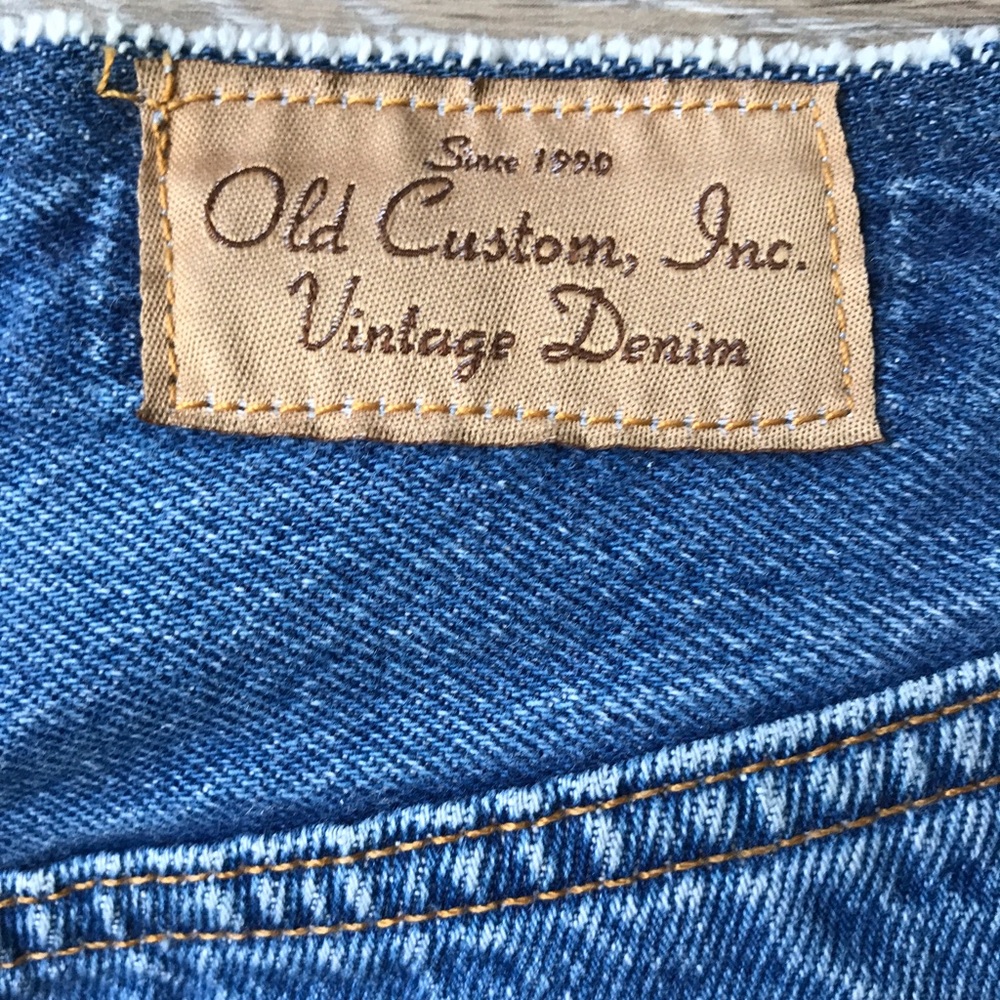 Since 1990
Old Custom, Inc.
Vintage Denim